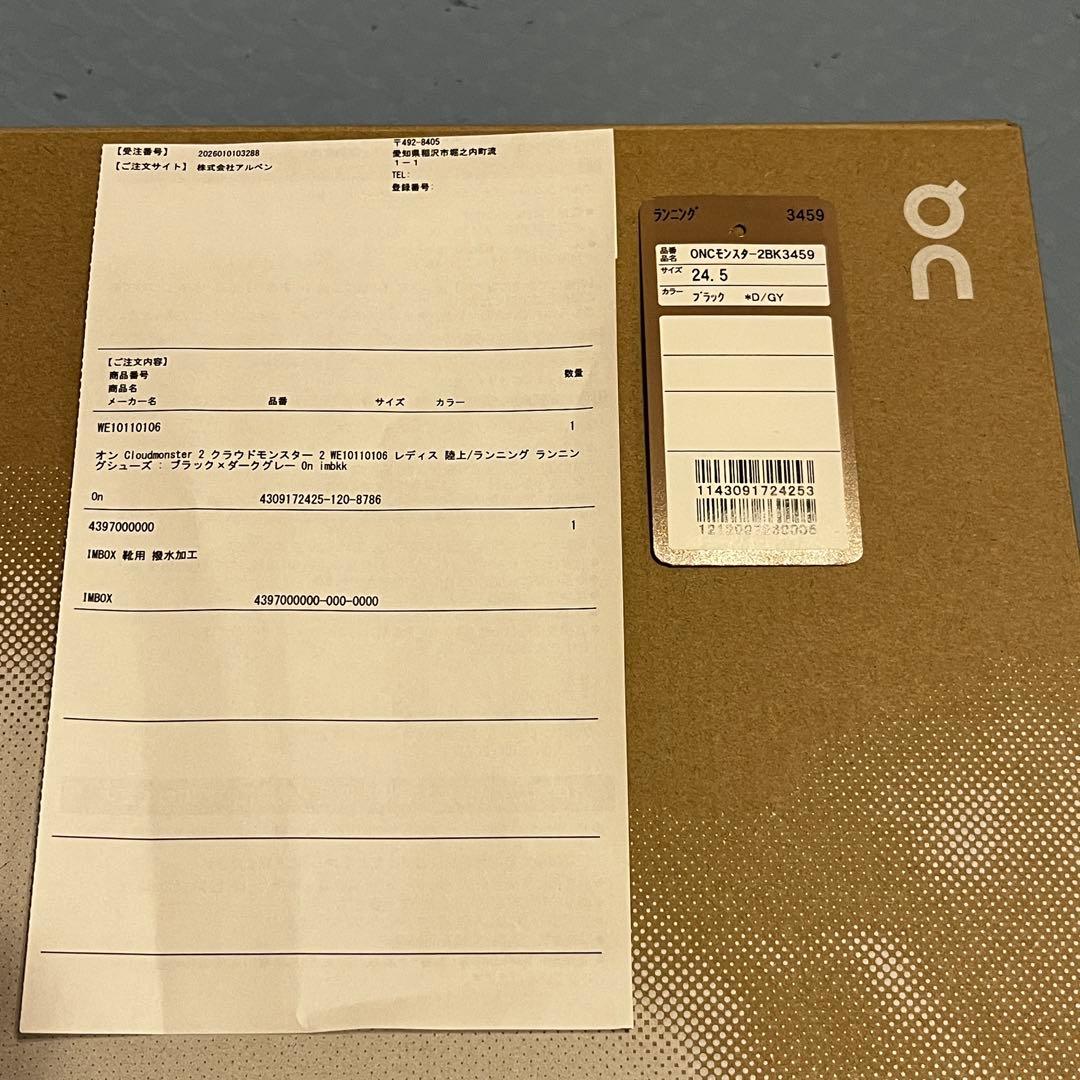 【受注番号】 2026010103288
【ご注文サイト】 株式会社アルペン
〒492-8405
愛知県稲沢市堀之内町流
1-1
TEL:
登録番号:
【ご注文内容】
商品番号 数量
商品名
メーカー名 品番 サイズ カラー
WE10110106 1
オン Cloudmonster 2 クラウドモンスター 2 WE10110106 レディス 陸上/ランニング ランニン
グシューズ : ブラック×ダークグレー On imbkk
On 4309172425-120-8786
4397000000 1
IMBOX 靴用 撥水加工
IMBOX 4397000000-000-0000
ランニング 3459
品番
品名 ONCモンスター2BK3459
サイズ 24.5
カラー ブラック *D/GY
1143091724253
on